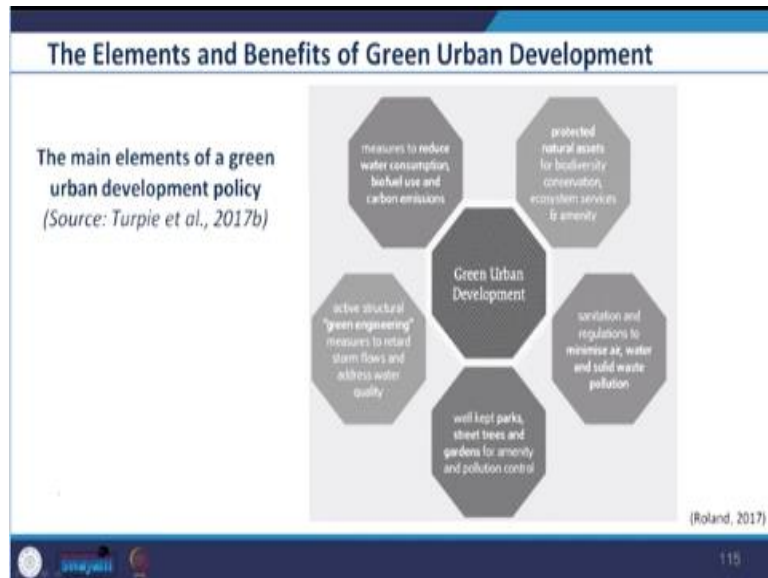 The Elements and Benefits of Green Urban Development
The main elements of a green
urban development policy
(Source: Turpie et al., 2017b)
measures to reduce
water consumption,
biofuel use and
carbon emissions
protected
natural assets
for biodiversity
conservation,
ecosystem services
& amenity
Green Urban
Development
active structural
"green engineering"
measures to retard
storm flows and
address water
quality
sanitation and
regulations to
minimise air, water
and solid waste
pollution
well kept parks,
street trees and
gardens for amenity
and pollution control
(Roland, 2017)
swayam
115